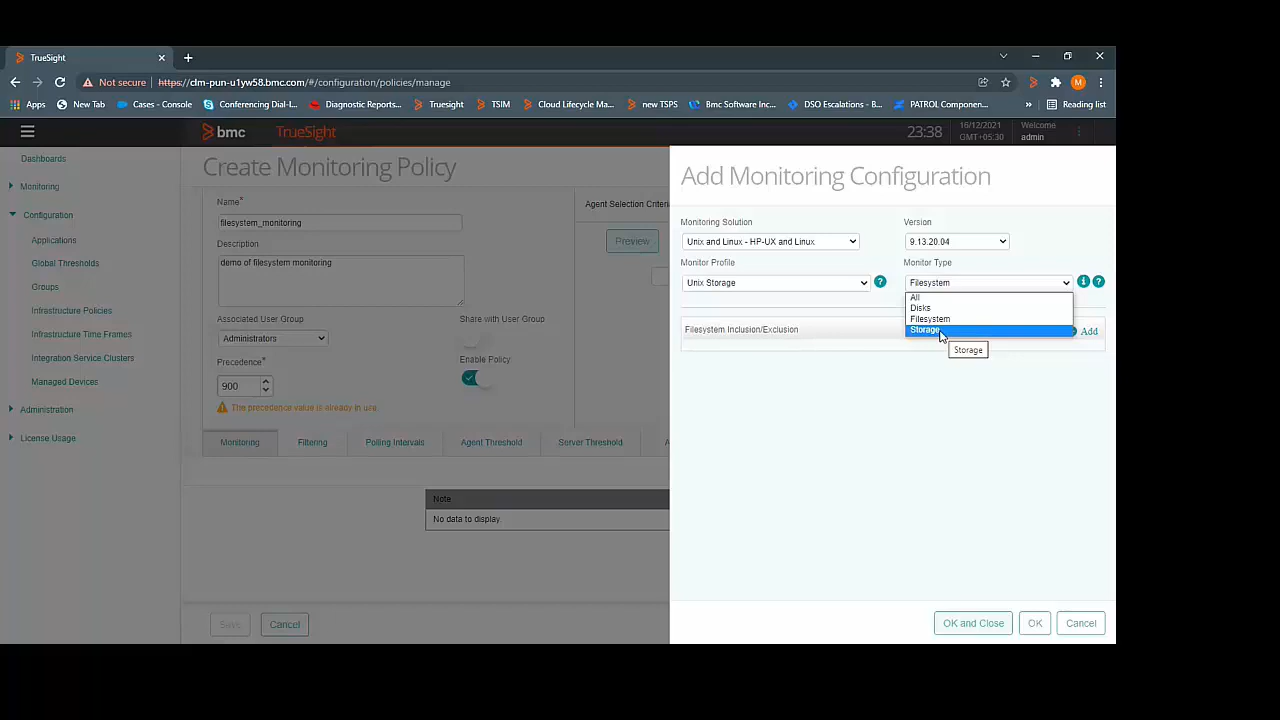 TrueSight
Not secure https://clm-pun-u1yw58.bmc.com/#/configuration/policies/manage
Apps New Tab Cases - Console Conferencing Dial-I... Diagnostic Reports... Truesight TSIM Cloud Lifecycle Ma... new TSPS Bmc Software Inc... DSO Escalations - B... PATROL Componen... » Reading list
bmc TrueSight 23:38 16/12/2021 GMT+05:30 Welcome admin
Dashboards
Monitoring
Configuration
Applications
Global Thresholds
Groups
Infrastructure Policies
Infrastructure Time Frames
Integration Service Clusters
Managed Devices
Administration
License Usage
Create Monitoring Policy
Name*
filesystem_monitoring
Description
demo of filesystem monitoring
Associated User Group Share with User Group
Administrators
Precedence* Enable Policy
900
The precedence value is already in use
Agent Selection Criteri
Preview
Monitoring Filtering Polling Intervals Agent Threshold Server Threshold A
Note
No data to display
Save Cancel
Add Monitoring Configuration
Monitoring Solution Version
Unix and Linux - HP-UX and Linux 9.13.20.04
Monitor Profile Monitor Type
Unix Storage ? Filesystem i ?
All
Disks
Filesystem
Storage
Filesystem Inclusion/Exclusion Add
Storage
OK and Close OK Cancel